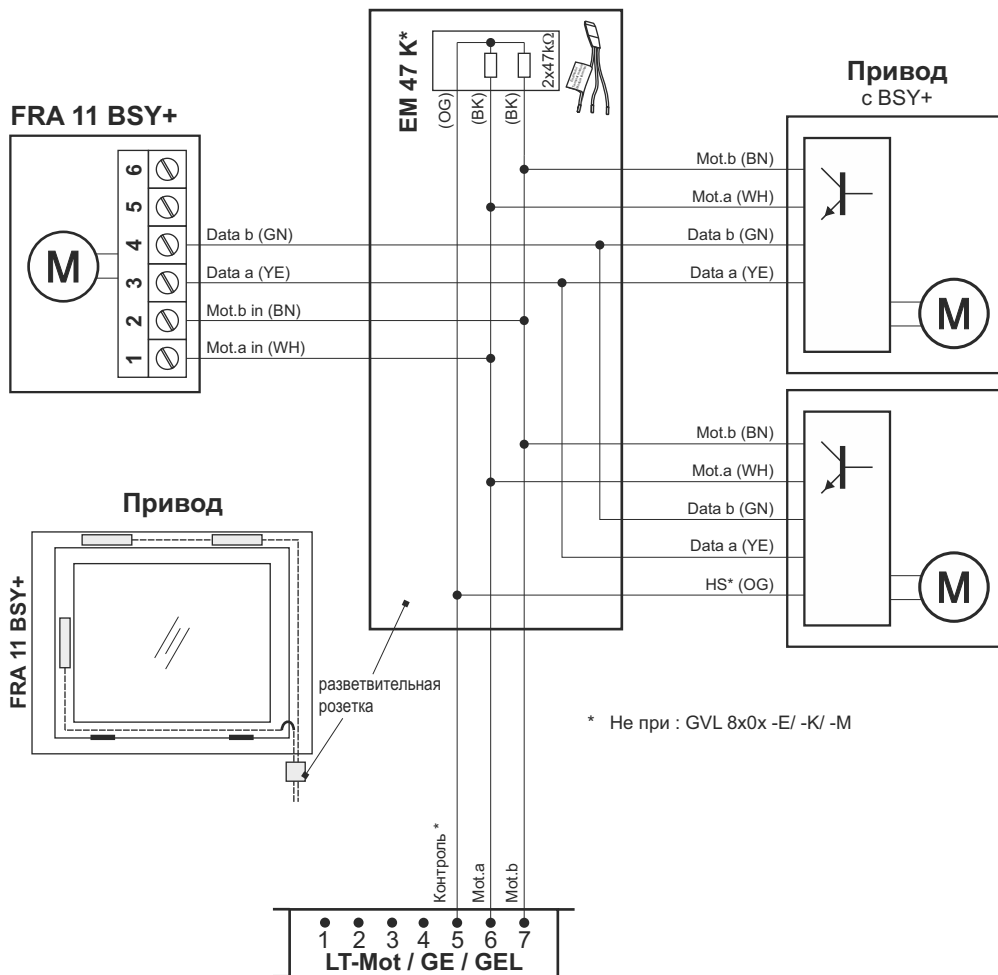 EM 47 K*
2x47kΩ
(OG)
(BK)
(BK)
FRA 11 BSY+
6
5
4
3
2
1
M
Data b (GN)
Data a (YE)
Mot.b in (BN)
Mot.a in (WH)
Привод
с BSY+
Mot.b (BN)
Mot.a (WH)
Data b (GN)
Data a (YE)
M
Mot.b (BN)
Mot.a (WH)
Data b (GN)
Data a (YE)
HS* (OG)
M
Привод
FRA 11 BSY+
разветвительная
розетка
* Не при : GVL 8x0x -E/ -K/ -M
Контроль *
Mot.a
Mot.b
1 2 3 4 5 6 7
LT-Mot / GE / GEL